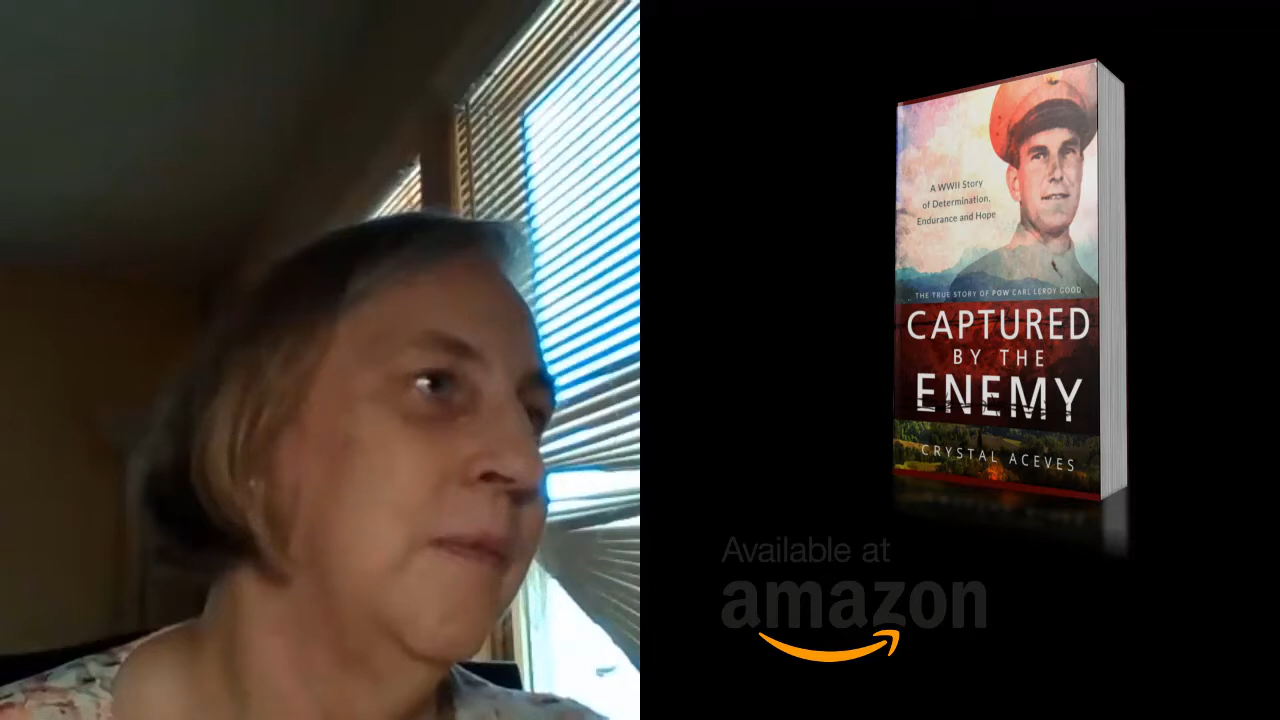 A WWII Story
of Determination,
Endurance and Hope
THE TRUE STORY OF POW CARL LEROY GOOD
CAPTURED
BY THE
ENEMY
CRYSTAL ACEVES
Available at
amazon